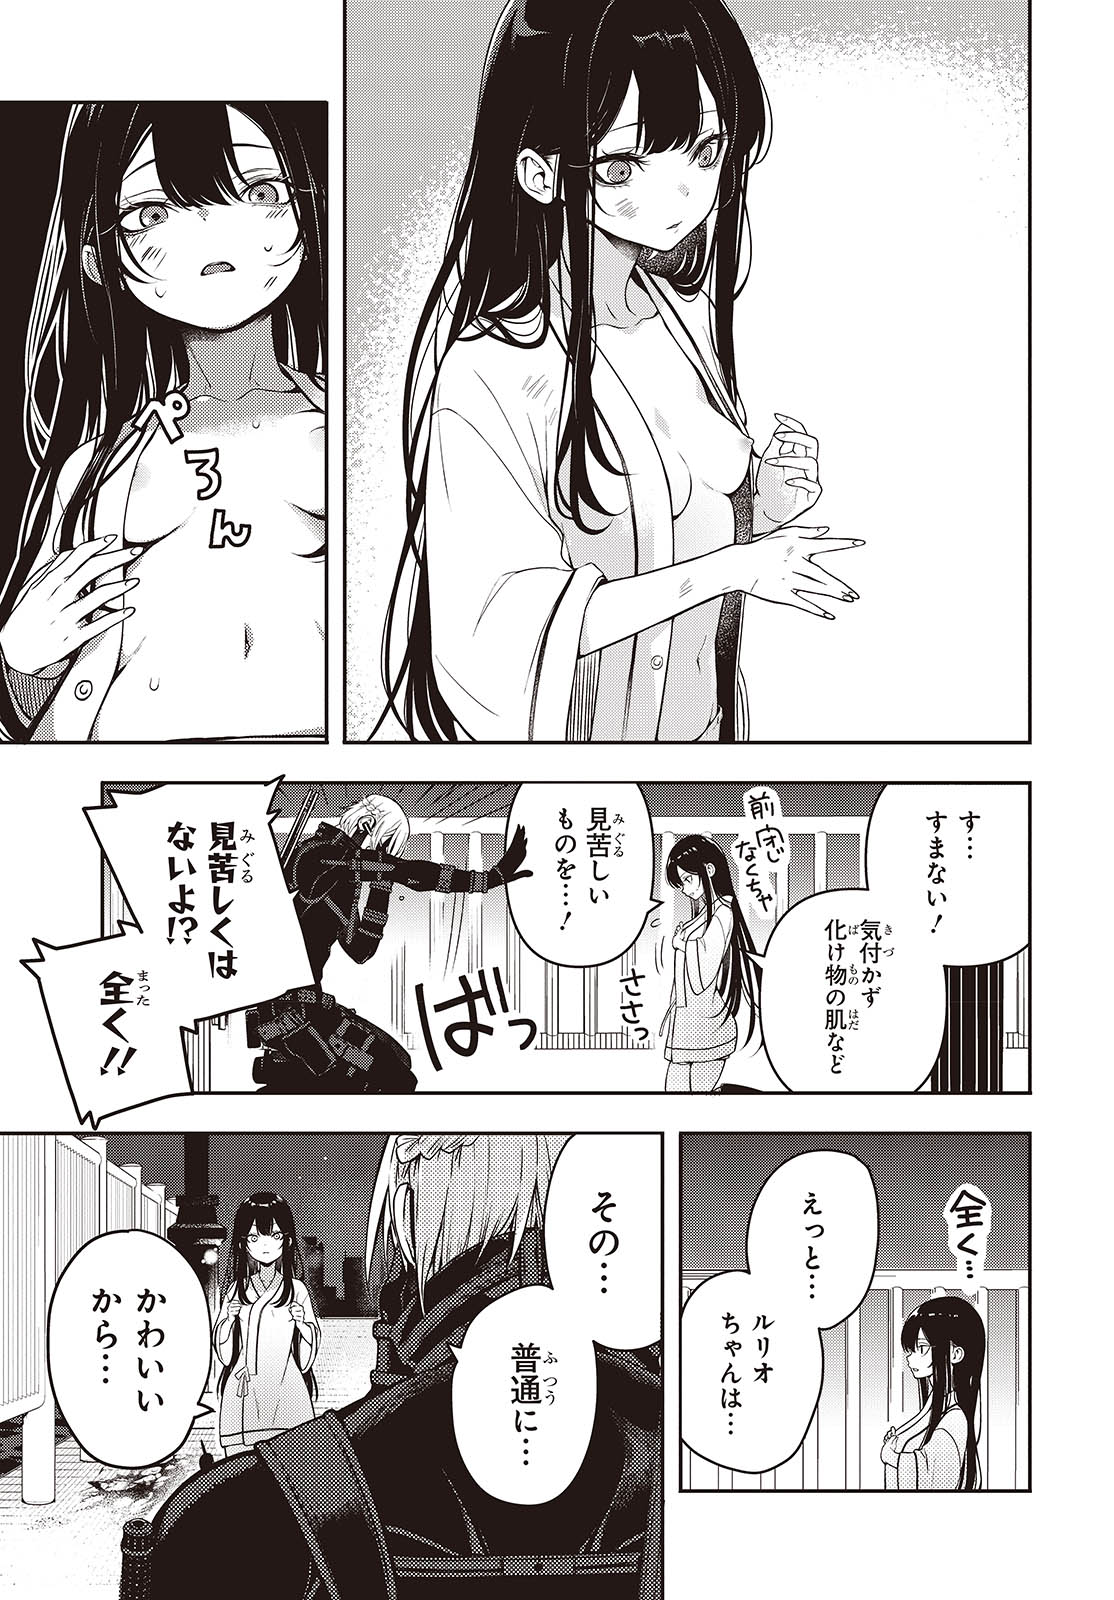 ペろん
す…
すまない！
気付かず
化け物の肌など
前閉じ
なくちゃ
ささっ
見苦しい
ものを…！
ばっ
見苦しくは
ないよ!?
全く!!
全く…
えっと…
ルリオ
ちゃんは…
その…
普通に…
かわいい
から…